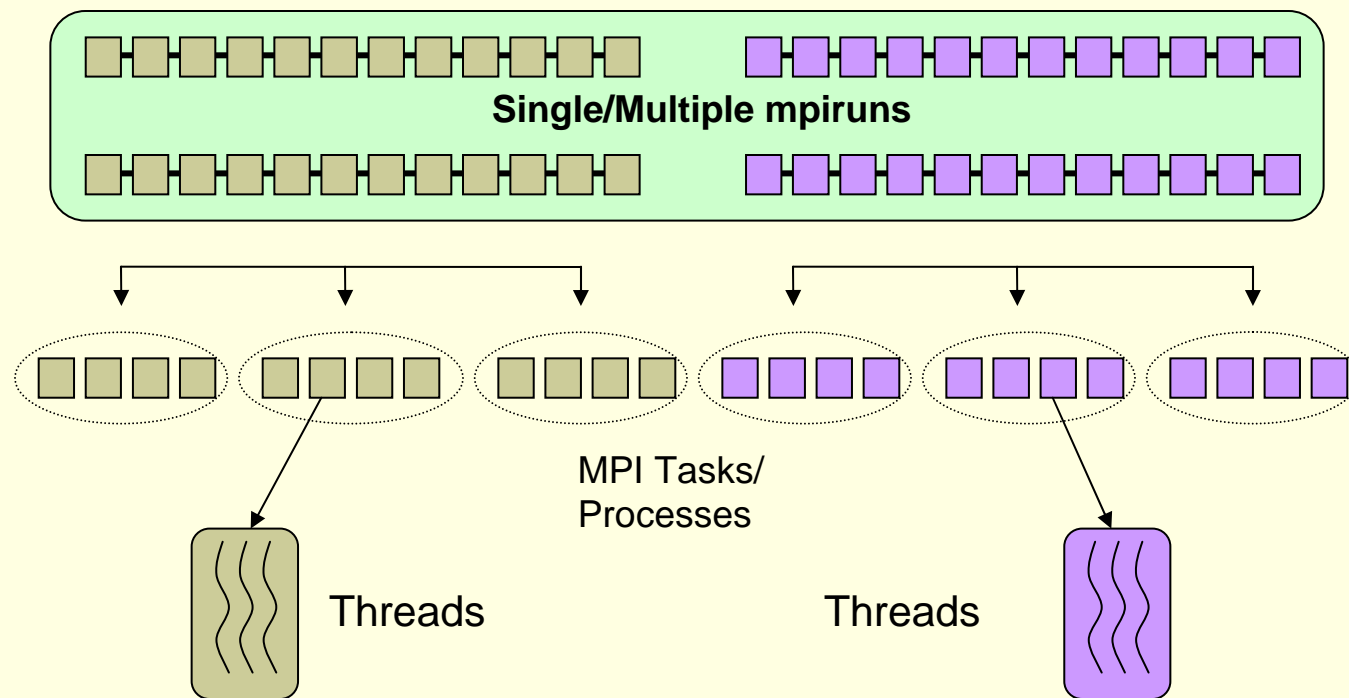 Single/Multiple mpiruns
MPI Tasks/
Processes
Threads
Threads